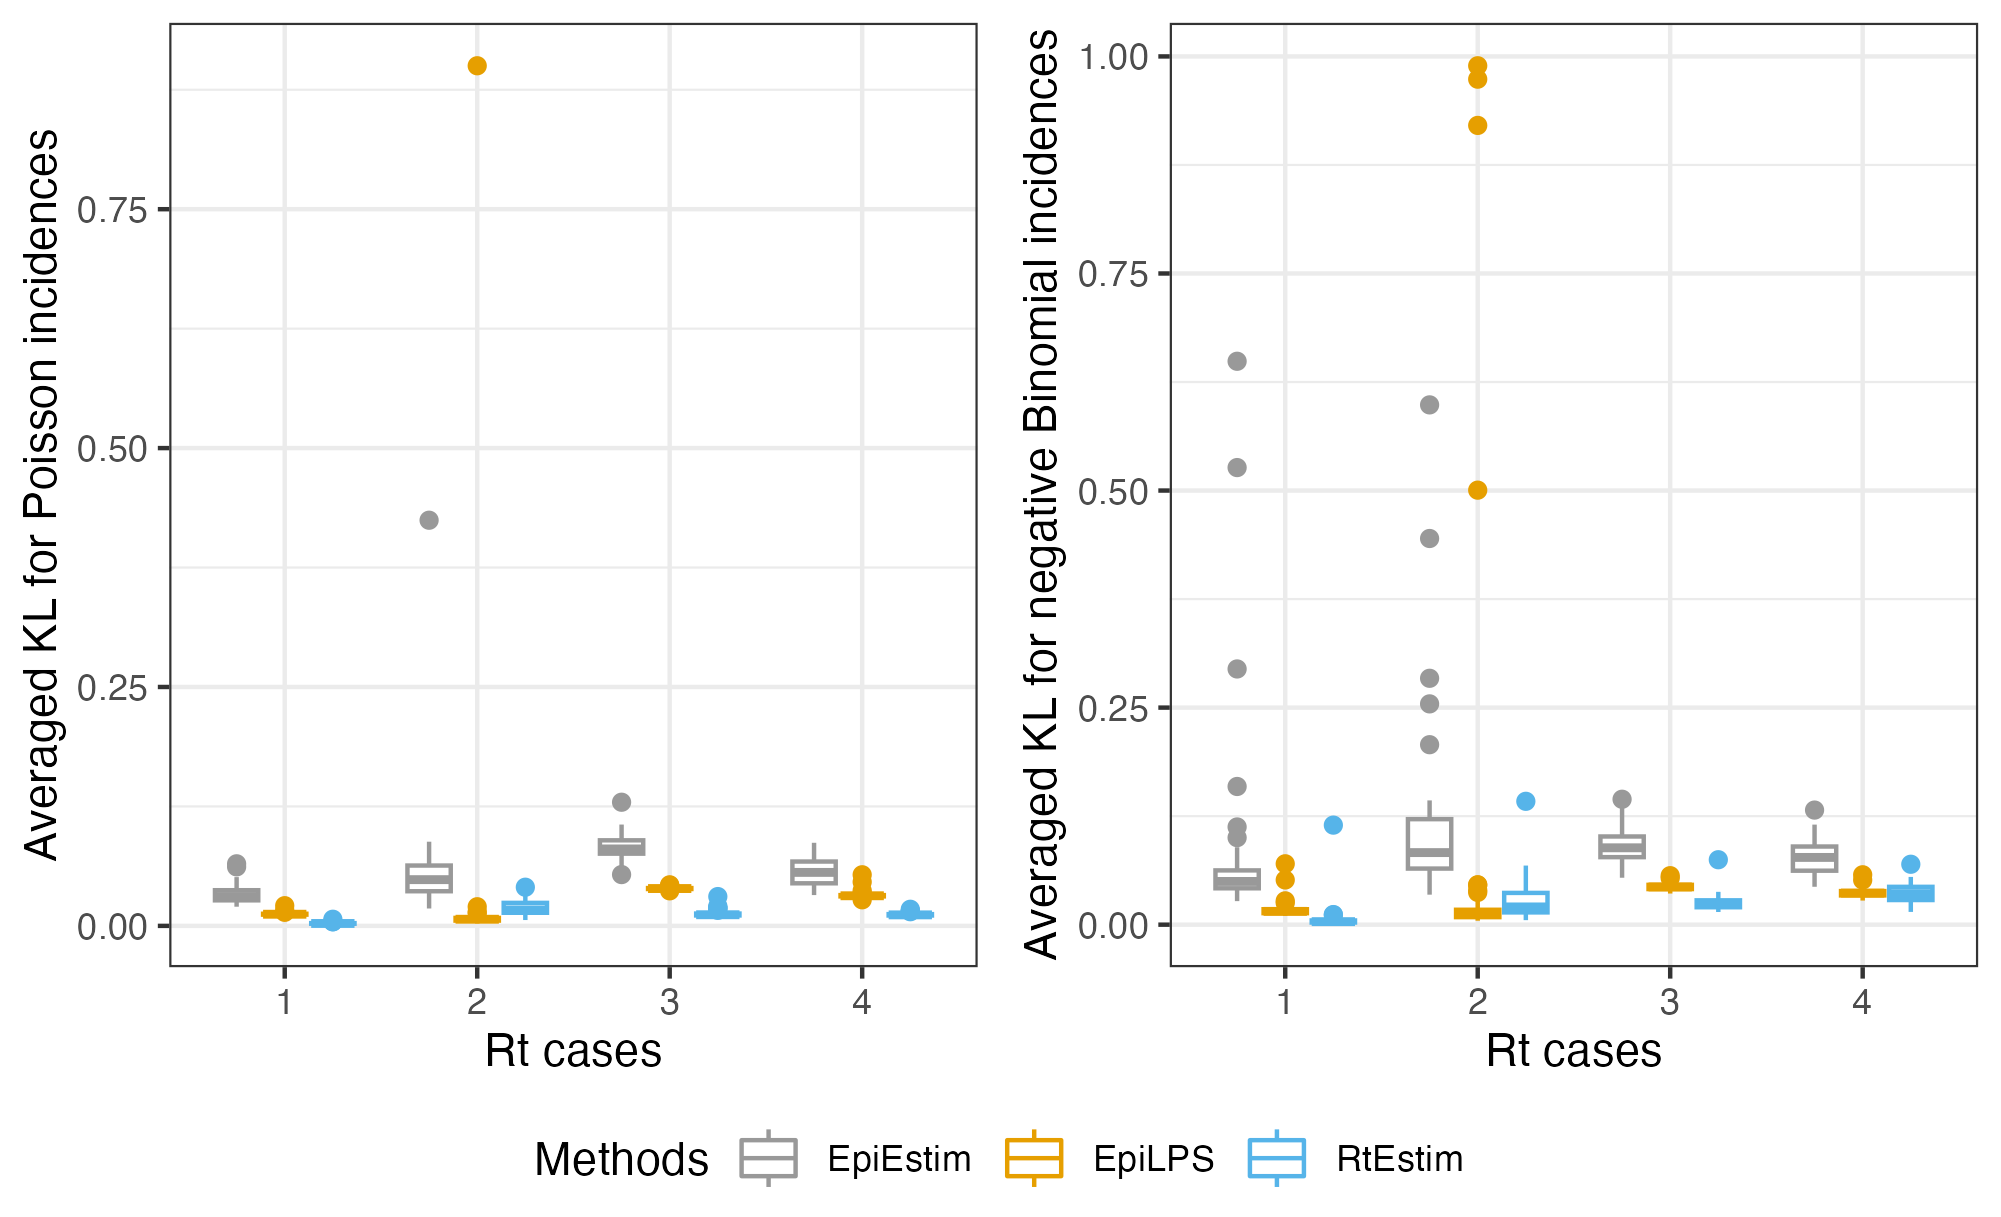 Averaged KL for Poisson incidences
0.75
0.50
0.25
0.00
1 2 3 4
Rt cases
Averaged KL for negative Binomial incidences
1.00
0.75
0.50
0.25
0.00
1 2 3 4
Rt cases
Methods EpiEstim EpiLPS RtEstim